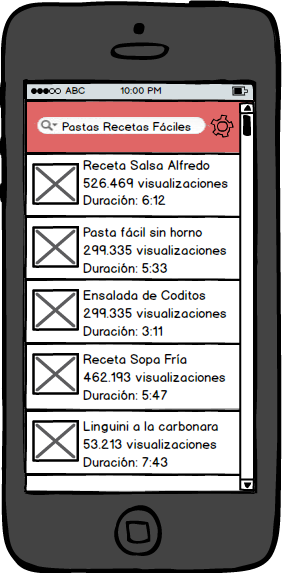 ABC 10:00 PM
Pastas Recetas Fáciles
Receta Salsa Alfredo
526.469 visualizaciones
Duración: 6:12
Pasta fácil sin horno
299.335 visualizaciones
Duración: 5:33
Ensalada de Coditos
299.335 visualizaciones
Duración: 3:11
Receta Sopa Fría
462.193 visualizaciones
Duración: 5:47
Linguini a la carbonara
53.213 visualizaciones
Duración: 7:43